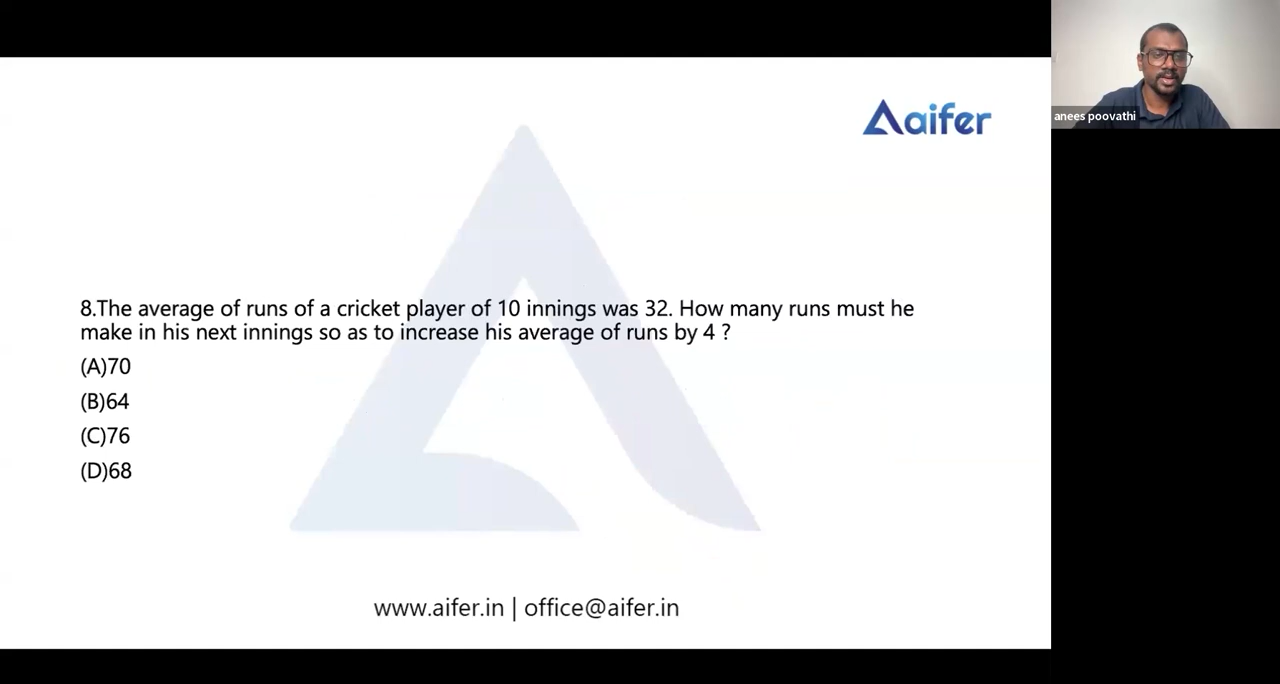 aifer
anees poovathi
8.The average of runs of a cricket player of 10 innings was 32. How many runs must he
make in his next innings so as to increase his average of runs by 4 ?
(A)70
(B)64
(C)76
(D)68
www.aifer.in | office@aifer.in